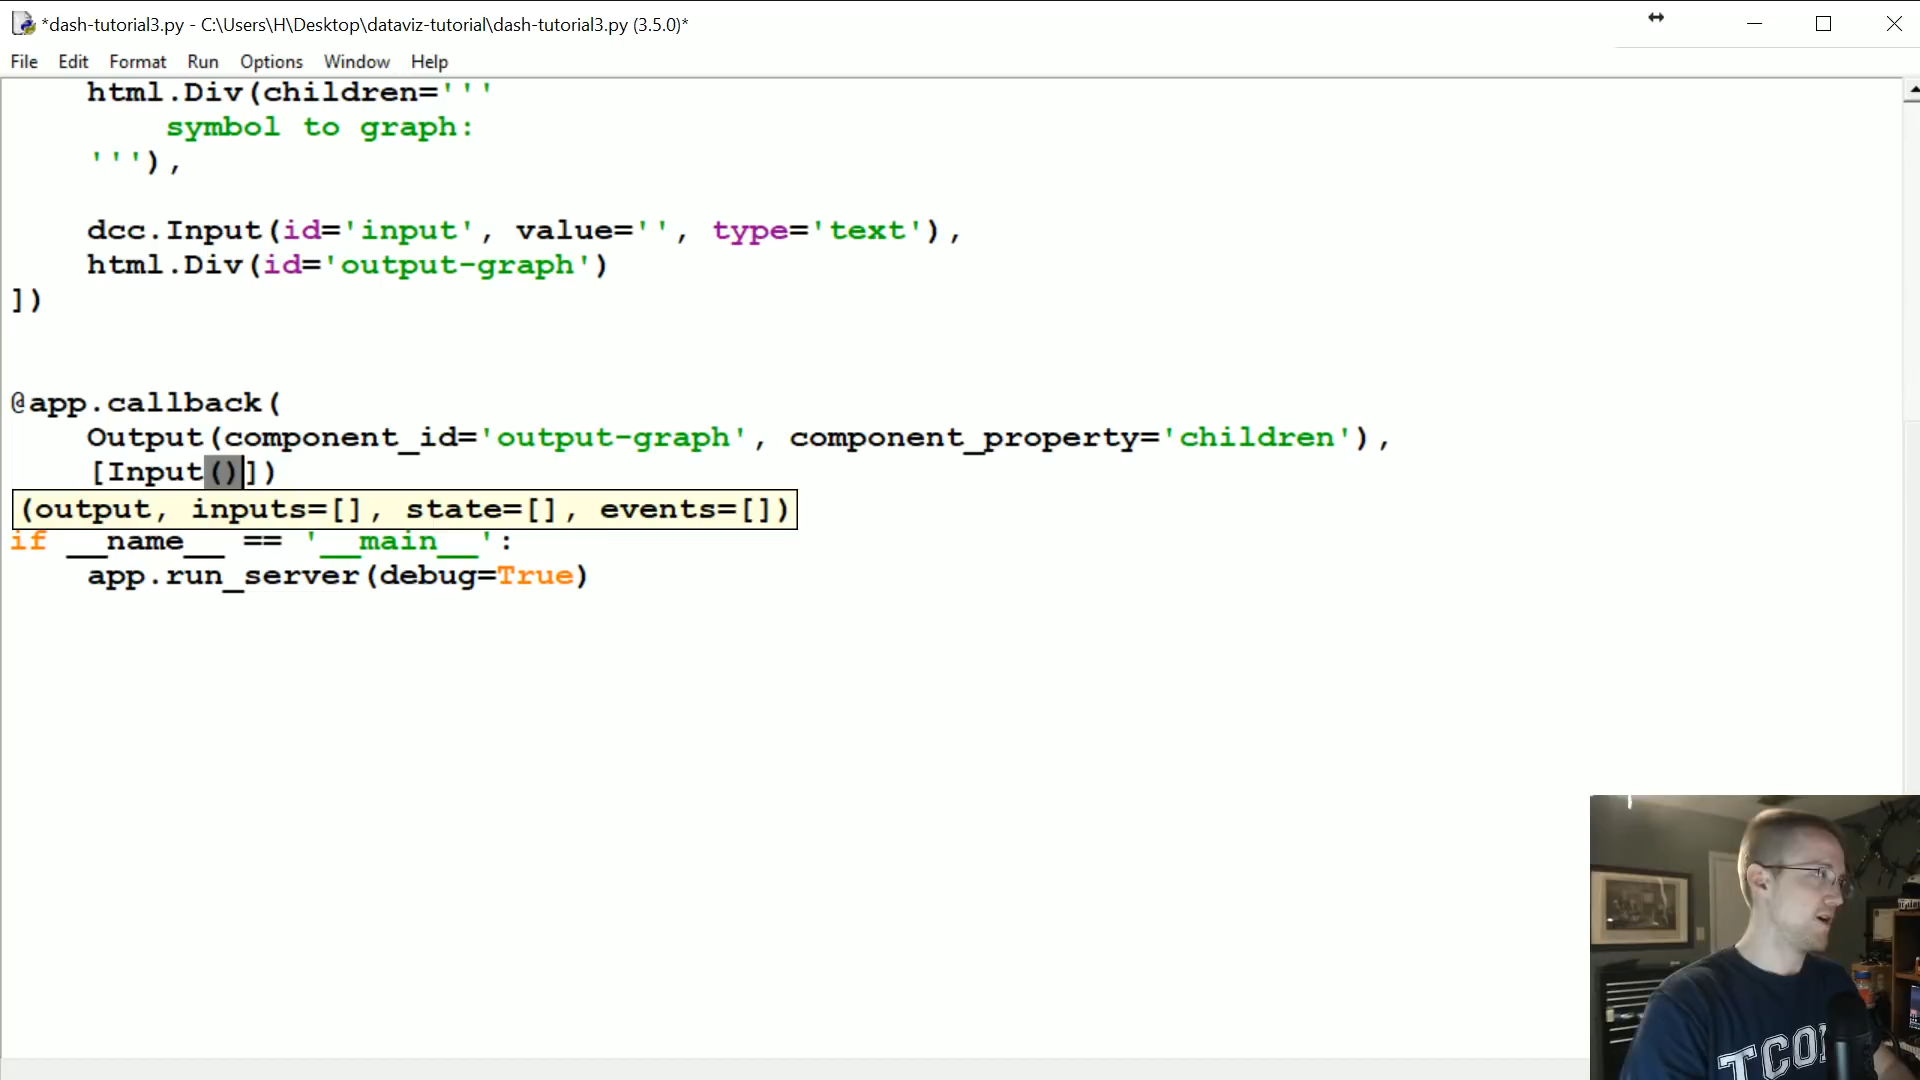 *dash-tutorial3.py - C:\Users\H\Desktop\dataviz-tutorial\dash-tutorial3.py (3.5.0)*
File Edit Format Run Options Window Help
html.Div(children='''
symbol to graph:
'''),
dcc.Input(id='input', value='', type='text'),
html.Div(id='output-graph')
])
@app.callback(
Output(component_id='output-graph', component_property='children'),
[Input()])
(output, inputs=[], state=[], events=[])
if __name__ == '__main__':
app.run_server(debug=True)